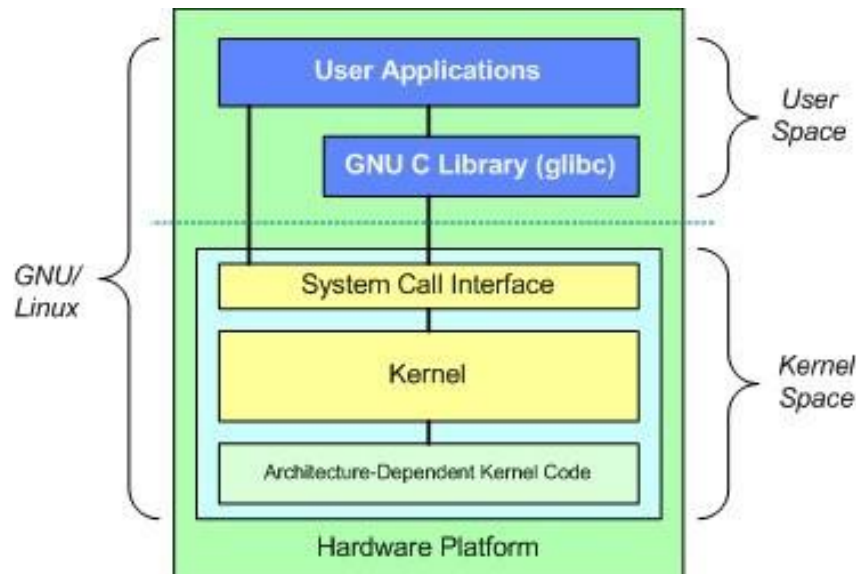 User Applications
GNU C Library (glibc)
User
Space
GNU/
Linux
System Call Interface
Kernel
Architecture-Dependent Kernel Code
Kernel
Space
Hardware Platform